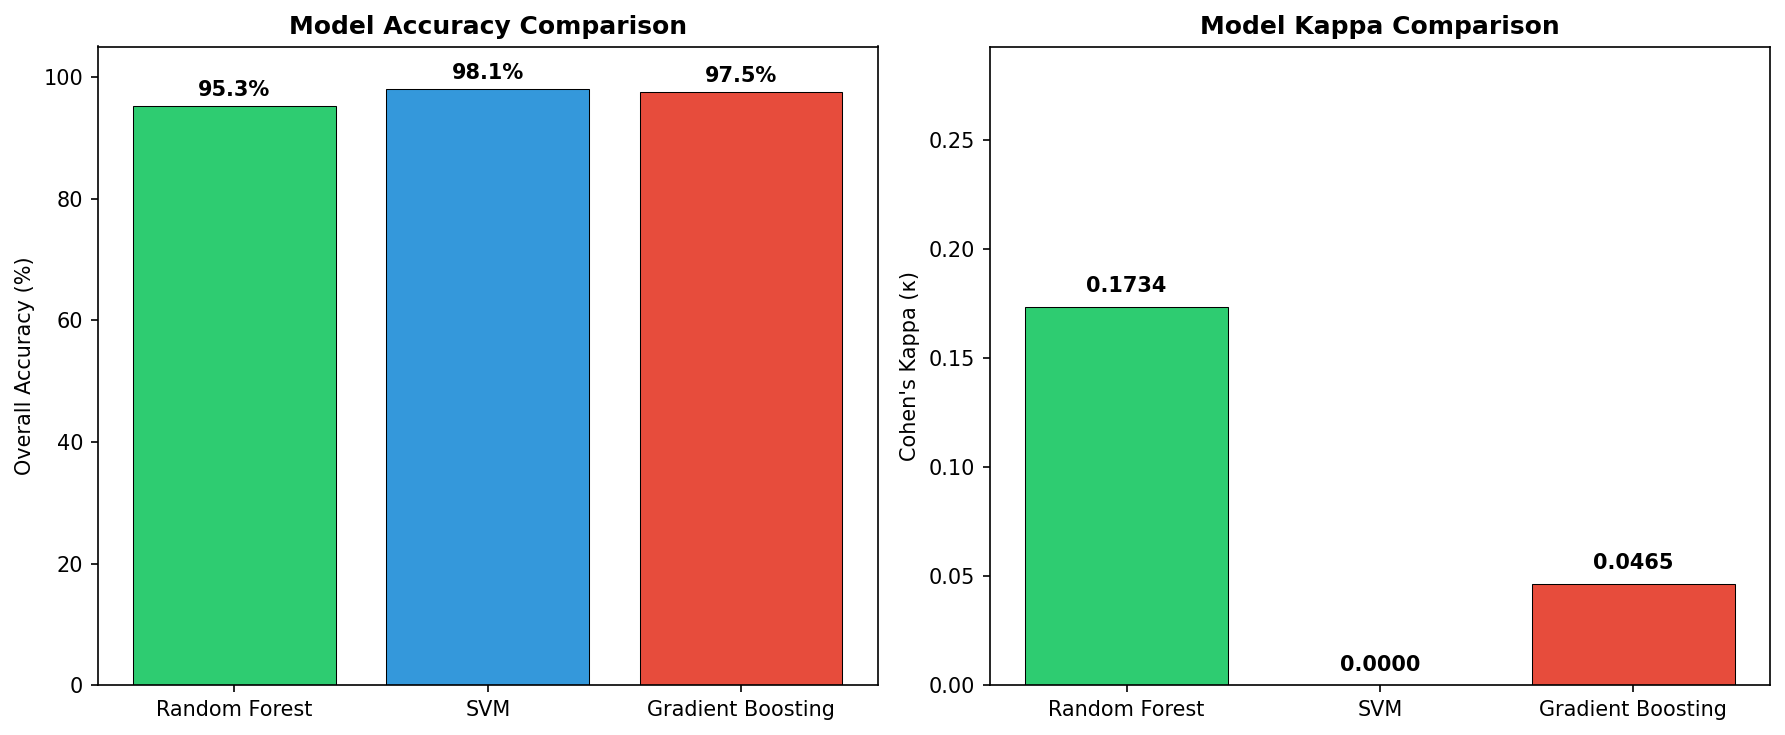 Model Accuracy Comparison
Overall Accuracy (%)
100
80
60
40
20
0
95.3%
98.1%
97.5%
Random Forest
SVM
Gradient Boosting
Model Kappa Comparison
Cohen's Kappa (κ)
0.25
0.20
0.15
0.10
0.05
0.00
0.1734
0.0000
0.0465
Random Forest
SVM
Gradient Boosting